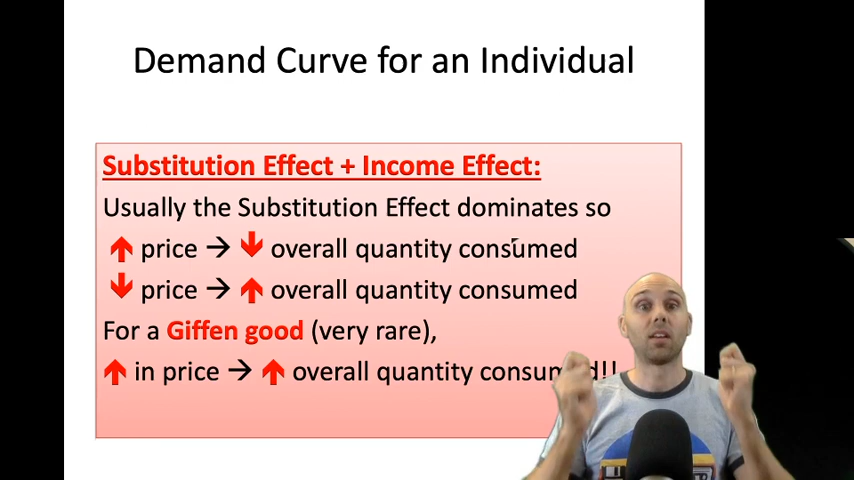 Demand Curve for an Individual
Substitution Effect + Income Effect:
Usually the Substitution Effect dominates so
↑ price → ↓ overall quantity consumed
↓ price → ↑ overall quantity consumed
For a Giffen good (very rare),
↑ in price → ↑ overall quantity consumed!!